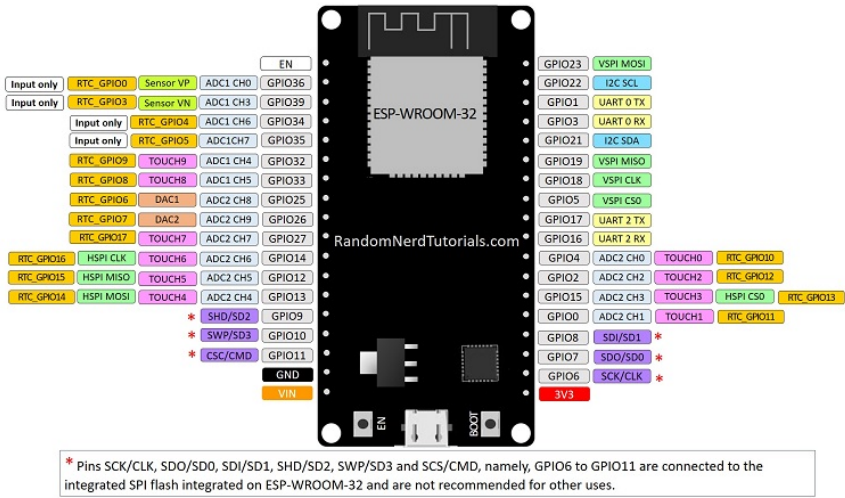 EN GPIO23 VSPI MOSI
Input only RTC_GPIO0 Sensor VP ADC1 CH0 GPIO36 GPIO22 I2C SCL
Input only RTC_GPIO3 Sensor VN ADC1 CH3 GPIO39 ESP-WROOM-32 GPIO1 UART 0 TX
Input only RTC_GPIO4 ADC1 CH6 GPIO34 GPIO3 UART 0 RX
Input only RTC_GPIO5 ADC1CH7 GPIO35 GPIO21 I2C SDA
RTC_GPIO9 TOUCH9 ADC1 CH4 GPIO32 GPIO19 VSPI MISO
RTC_GPIO8 TOUCH8 ADC1 CH5 GPIO33 GPIO18 VSPI CLK
RTC_GPIO6 DAC1 ADC2 CH8 GPIO25 GPIO5 VSPI CS0
RTC_GPIO7 DAC2 ADC2 CH9 GPIO26 GPIO17 UART 2 TX
RTC_GPIO17 TOUCH7 ADC2 CH7 GPIO27 RandomNerdTutorials.com GPIO16 UART 2 RX
RTC_GPIO16 HSPI CLK TOUCH6 ADC2 CH6 GPIO14 GPIO4 ADC2 CH0 TOUCH0 RTC_GPIO10
RTC_GPIO15 HSPI MISO TOUCH5 ADC2 CH5 GPIO12 GPIO2 ADC2 CH2 TOUCH2 RTC_GPIO12
RTC_GPIO14 HSPI MOSI TOUCH4 ADC2 CH4 GPIO13 GPIO15 ADC2 CH3 TOUCH3 HSPI CS0 RTC_GPIO13
* SHD/SD2 GPIO9 GPIO0 ADC2 CH1 TOUCH1 RTC_GPIO11
* SWP/SD3 GPIO10 GPIO8 SDI/SD1 *
* CSC/CMD GPIO11 GPIO7 SDO/SD0 *
GND GPIO6 SCK/CLK *
VIN 3V3
EN BOOT
* Pins SCK/CLK, SDO/SD0, SDI/SD1, SHD/SD2, SWP/SD3 and SCS/CMD, namely, GPIO6 to GPIO11 are connected to the
integrated SPI flash integrated on ESP-WROOM-32 and are not recommended for other uses.